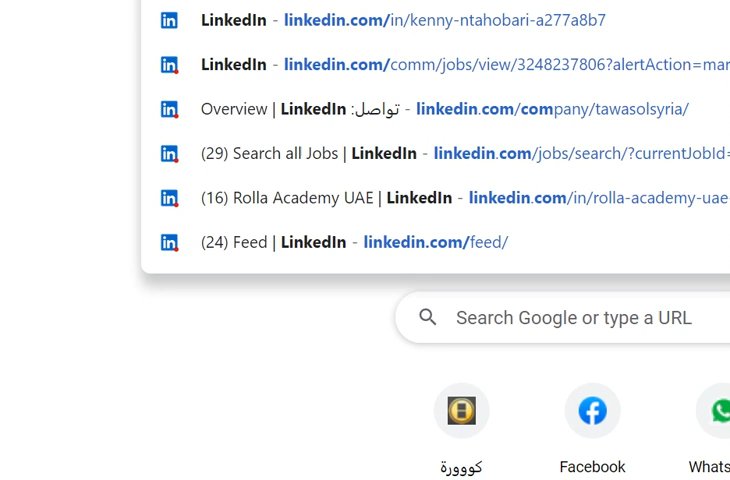 LinkedIn - linkedin.com/in/kenny-ntahobari-a277a8b7
LinkedIn - linkedin.com/comm/jobs/view/3248237806?alertAction=mar
Overview | LinkedIn :تواصل - linkedin.com/company/tawasolsyria/
(29) Search all Jobs | LinkedIn - linkedin.com/jobs/search/?currentJobId=
(16) Rolla Academy UAE | LinkedIn - linkedin.com/in/rolla-academy-uae-
(24) Feed | LinkedIn - linkedin.com/feed/
Search Google or type a URL
كووورة Facebook Whats